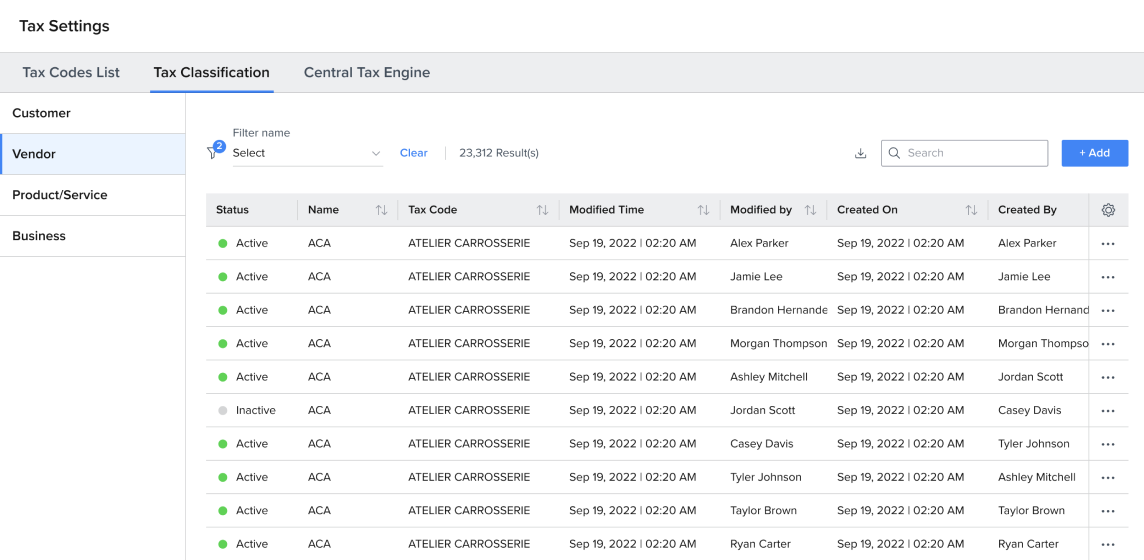 Tax Settings
Tax Codes List Tax Classification Central Tax Engine
Customer
Vendor
Product/Service
Business
Filter name
2 Select Clear 23,312 Result(s) Search + Add
Status Name Tax Code Modified Time Modified by Created On Created By
Active ACA ATELIER CARROSSERIE Sep 19, 2022 | 02:20 AM Alex Parker Sep 19, 2022 | 02:20 AM Alex Parker
Active ACA ATELIER CARROSSERIE Sep 19, 2022 | 02:20 AM Jamie Lee Sep 19, 2022 | 02:20 AM Jamie Lee
Active ACA ATELIER CARROSSERIE Sep 19, 2022 | 02:20 AM Brandon Hernande Sep 19, 2022 | 02:20 AM Brandon Hernand
Active ACA ATELIER CARROSSERIE Sep 19, 2022 | 02:20 AM Morgan Thompson Sep 19, 2022 | 02:20 AM Morgan Thompso
Active ACA ATELIER CARROSSERIE Sep 19, 2022 | 02:20 AM Ashley Mitchell Sep 19, 2022 | 02:20 AM Jordan Scott
Inactive ACA ATELIER CARROSSERIE Sep 19, 2022 | 02:20 AM Jordan Scott Sep 19, 2022 | 02:20 AM Casey Davis
Active ACA ATELIER CARROSSERIE Sep 19, 2022 | 02:20 AM Casey Davis Sep 19, 2022 | 02:20 AM Tyler Johnson
Active ACA ATELIER CARROSSERIE Sep 19, 2022 | 02:20 AM Tyler Johnson Sep 19, 2022 | 02:20 AM Ashley Mitchell
Active ACA ATELIER CARROSSERIE Sep 19, 2022 | 02:20 AM Taylor Brown Sep 19, 2022 | 02:20 AM Taylor Brown
Active ACA ATELIER CARROSSERIE Sep 19, 2022 | 02:20 AM Ryan Carter Sep 19, 2022 | 02:20 AM Ryan Carter